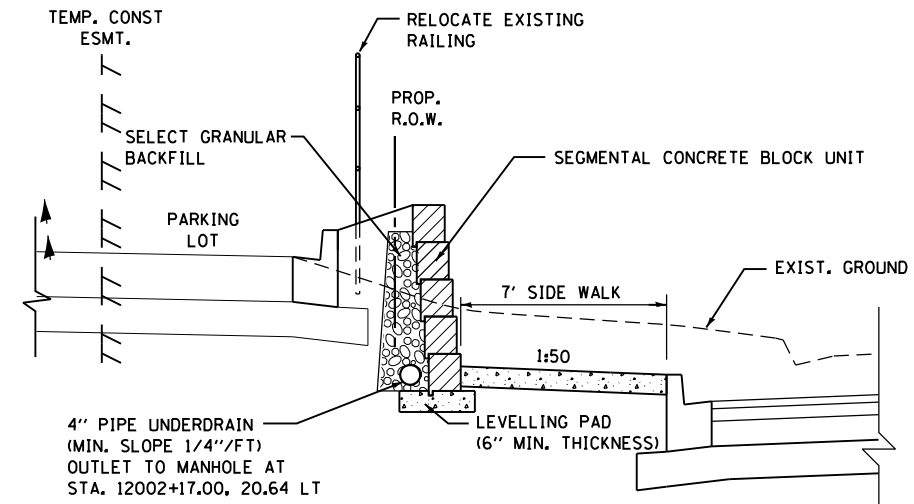 TEMP. CONST
ESMT.
RELOCATE EXISTING
RAILING
PROP.
R.O.W.
SELECT GRANULAR
BACKFILL
SEGMENTAL CONCRETE BLOCK UNIT
PARKING
LOT
EXIST. GROUND
7' SIDE WALK
1:50
4" PIPE UNDERDRAIN
(MIN. SLOPE 1/4"/FT)
OUTLET TO MANHOLE AT
STA. 12002+17.00, 20.64 LT
LEVELLING PAD
(6" MIN. THICKNESS)